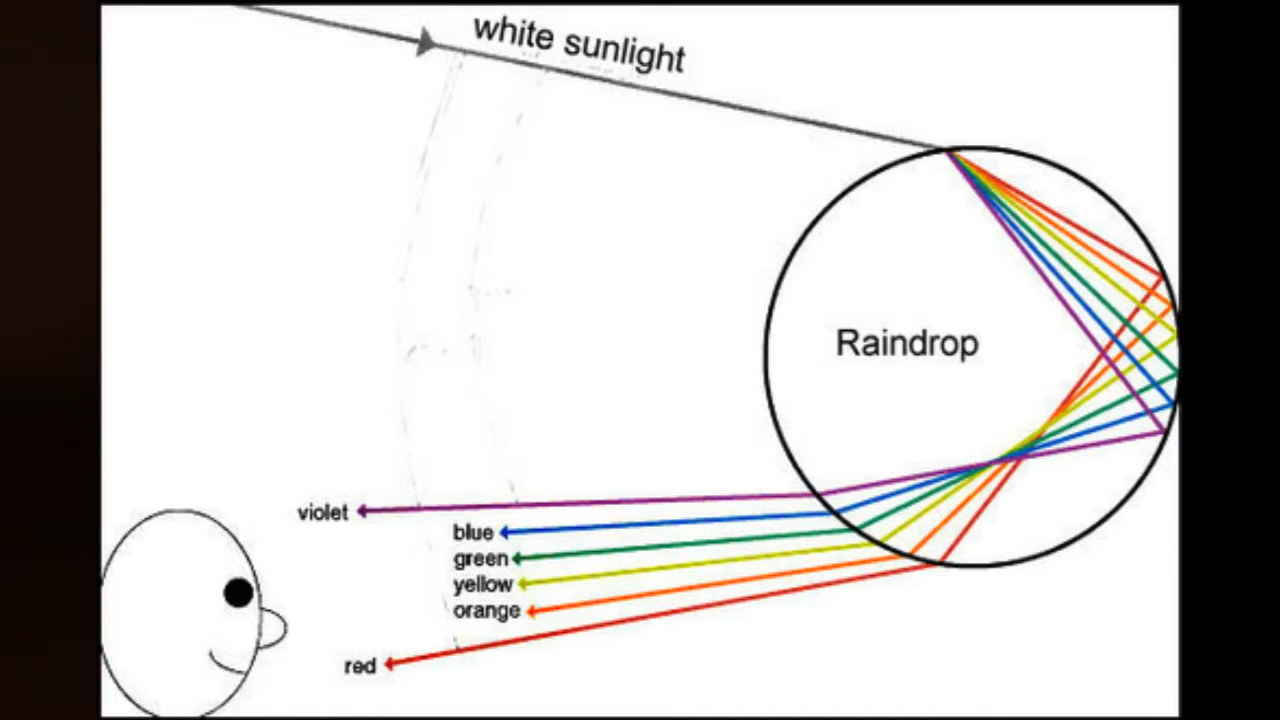 white sunlight
Raindrop
violet
blue
green
yellow
orange
red